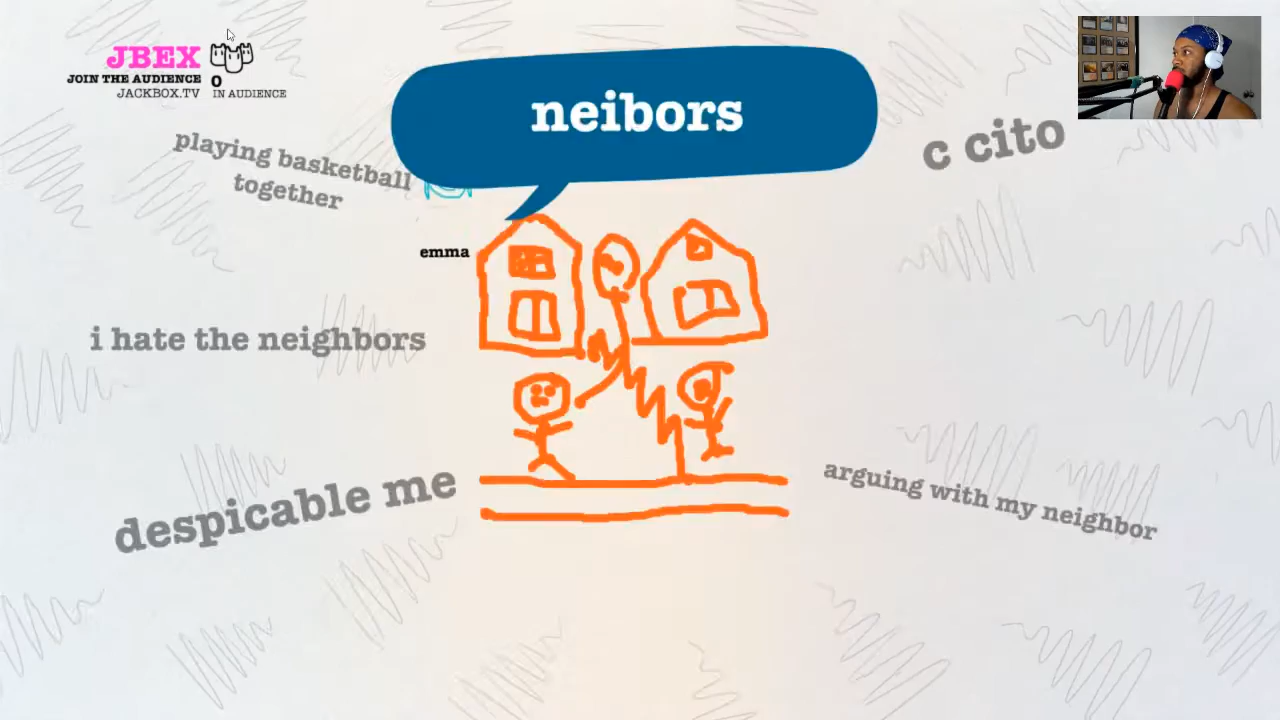 JBEX
JOIN THE AUDIENCE
JACKBOX.TV
0
IN AUDIENCE
neibors
c cito
playing basketball
together
emma
i hate the neighbors
despicable me
arguing with my neighbor